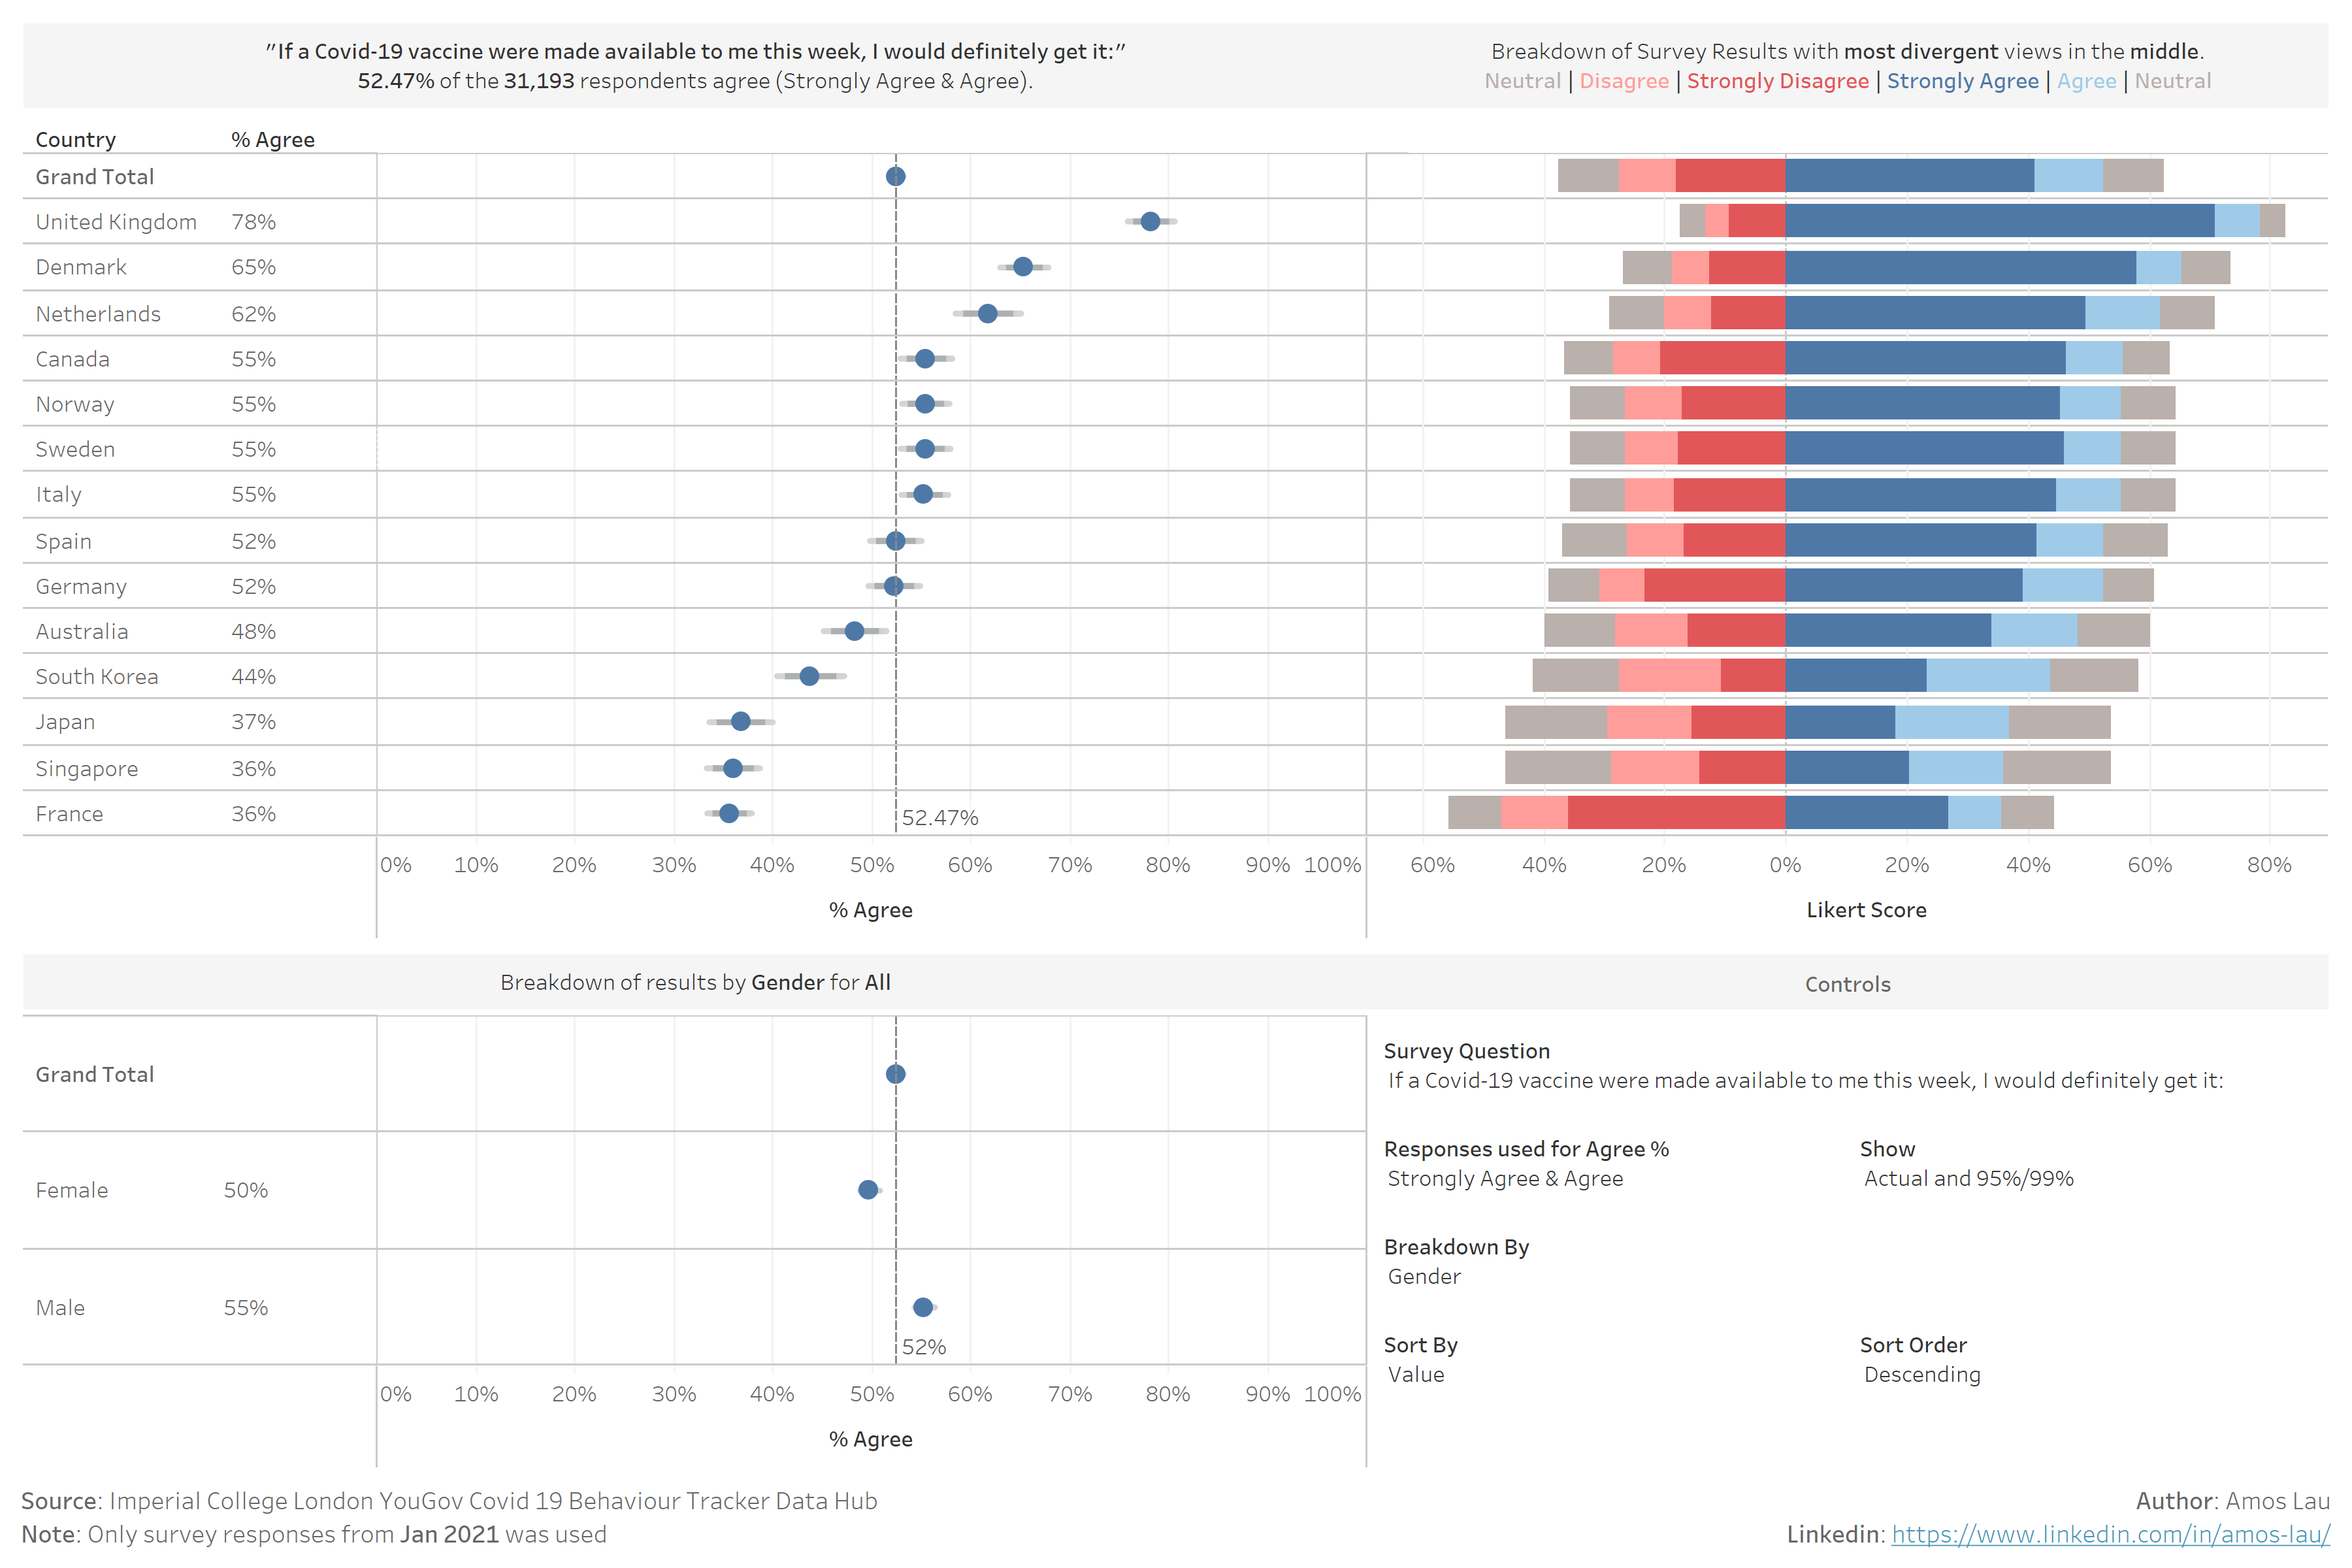 ”If a Covid-19 vaccine were made available to me this week, I would definitely get it:”
52.47% of the 31,193 respondents agree (Strongly Agree & Agree).
Breakdown of Survey Results with most divergent views in the middle.
Neutral | Disagree | Strongly Disagree | Strongly Agree | Agree | Neutral
Country % Agree
Grand Total
United Kingdom 78%
Denmark 65%
Netherlands 62%
Canada 55%
Norway 55%
Sweden 55%
Italy 55%
Spain 52%
Germany 52%
Australia 48%
South Korea 44%
Japan 37%
Singapore 36%
France 36%
52.47%
0% 10% 20% 30% 40% 50% 60% 70% 80% 90% 100%
% Agree
60% 40% 20% 0% 20% 40% 60% 80%
Likert Score
Breakdown of results by Gender for All
Grand Total
Female 50%
Male 55%
52%
0% 10% 20% 30% 40% 50% 60% 70% 80% 90% 100%
% Agree
Controls
Survey Question
If a Covid-19 vaccine were made available to me this week, I would definitely get it:
Responses used for Agree % Show
Strongly Agree & Agree Actual and 95%/99%
Breakdown By
Gender
Sort By Sort Order
Value Descending
Source: Imperial College London YouGov Covid 19 Behaviour Tracker Data Hub
Note: Only survey responses from Jan 2021 was used
Author: Amos Lau
Linkedin: https://www.linkedin.com/in/amos-lau/